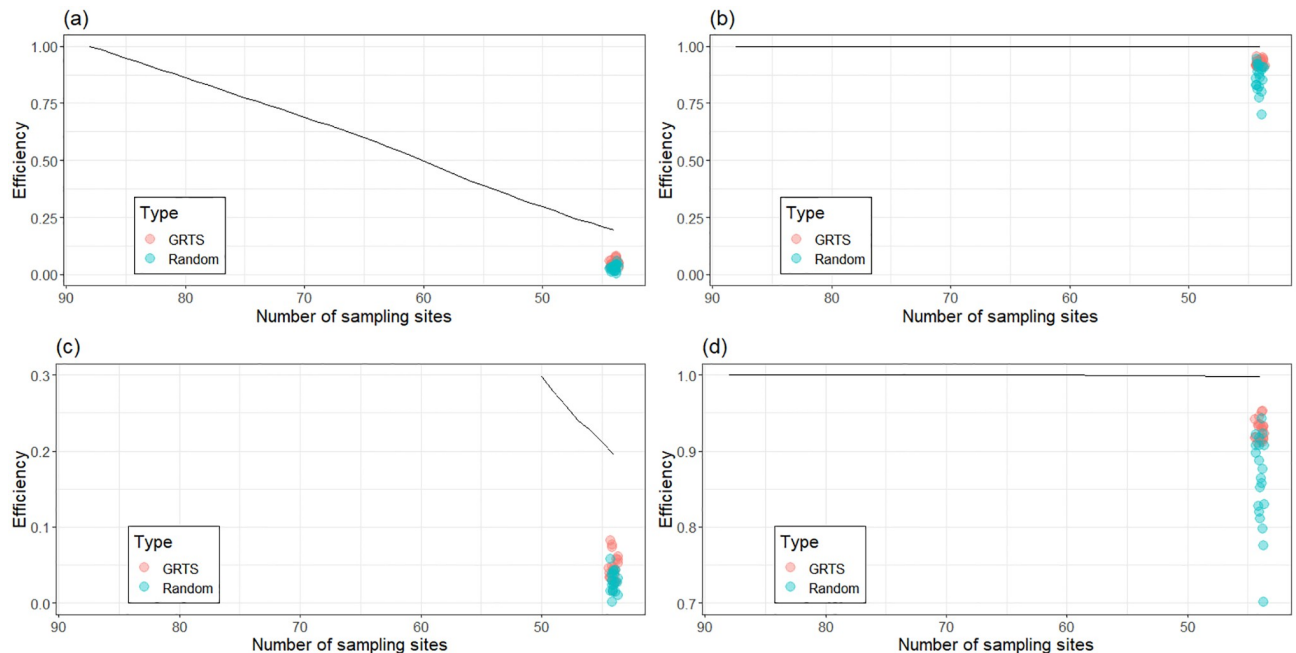 (a)
1.00
0.75
0.50
0.25
0.00
Efficiency
Type
GRTS
Random
90
80
70
60
50
Number of sampling sites
(b)
1.00
0.75
0.50
0.25
0.00
Efficiency
Type
GRTS
Random
90
80
70
60
50
Number of sampling sites
(c)
0.3
0.2
0.1
0.0
Efficiency
Type
GRTS
Random
90
80
70
60
50
Number of sampling sites
(d)
1.0
0.9
0.8
0.7
Efficiency
Type
GRTS
Random
90
80
70
60
50
Number of sampling sites